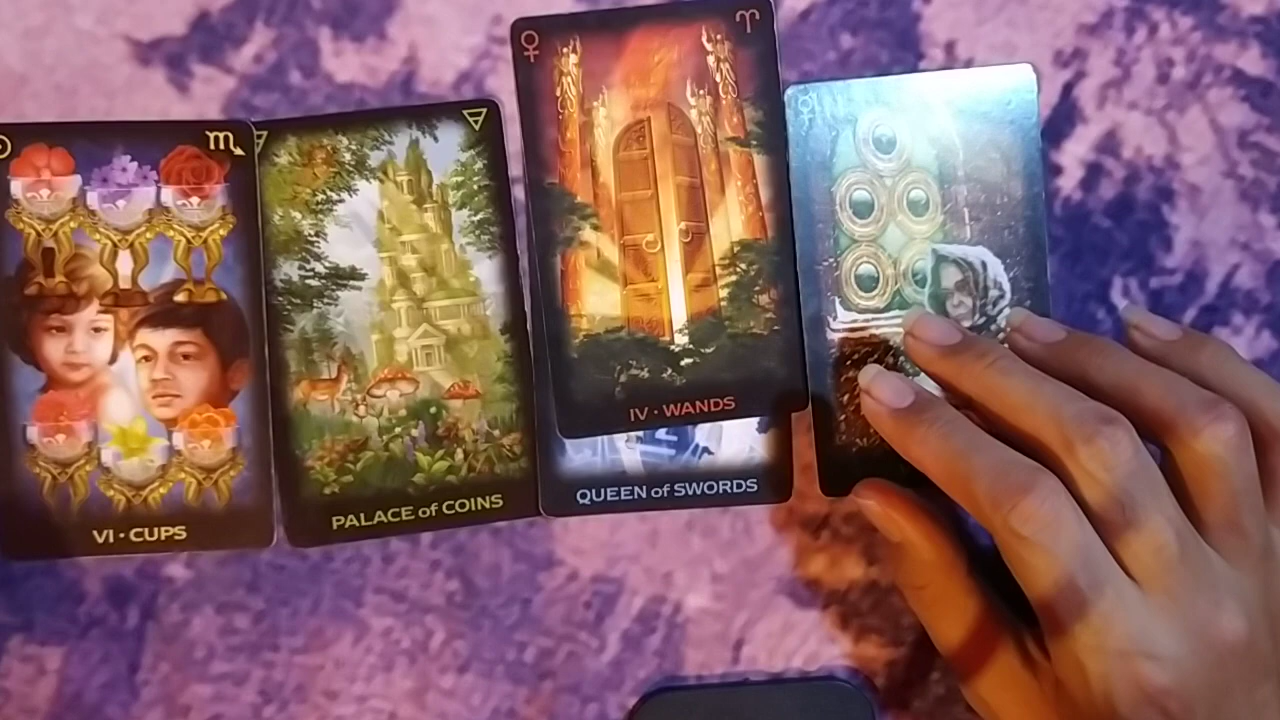 VI · CUPS
PALACE of COINS
IV · WANDS
QUEEN of SWORDS